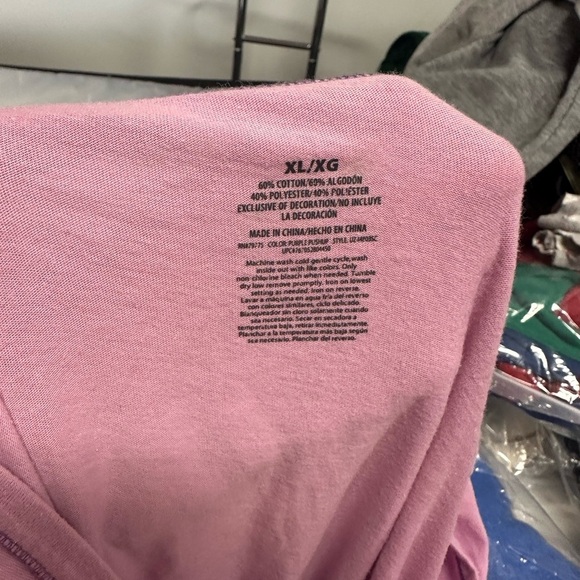 XL/XG
60% COTTON/60% ALGODÓN
40% POLYESTER/40% POLIÉSTER
EXCLUSIVE OF DECORATION/NO INCLUYE
LA DECORACIÓN
MADE IN CHINA/HECHO EN CHINA
COLOR: PURPLE PUSHUP STYLE:
Machine wash cold gentle cycle,wash
inside out with like colors. Only
non-chlorine bleach when needed. Tumble
dry low remove promptly. Iron on lowest
setting as needed. Iron on reverse.
Lavar a máquina en agua fría del reverso
con colores similares, ciclo delicado.
Blanqueador sin cloro solamente cuando
sea necesario. Secar en secadora a
temperatura baja, retirar inmediatamente.
Planchar a la temperatura más baja según
sea necesario. Planchar del reverso.